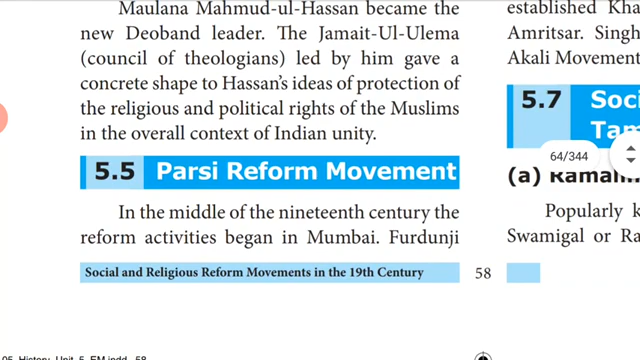 Maulana Mahmud-ul-Hassan became the
new Deoband leader. The Jamait-Ul-Ulema
(council of theologians) led by him gave a
concrete shape to Hassan's ideas of protection of
the religious and political rights of the Muslims
in the overall context of Indian unity.
5.5 Parsi Reform Movement
In the middle of the nineteenth century the
reform activities began in Mumbai. Furdunji
Social and Religious Reform Movements in the 19th Century
58
established
Amritsar. Singh
Akali Movement
5.7
64/344
(a)
Popularly
Swamigal or
05_History_Unit_5_EM.indd 58